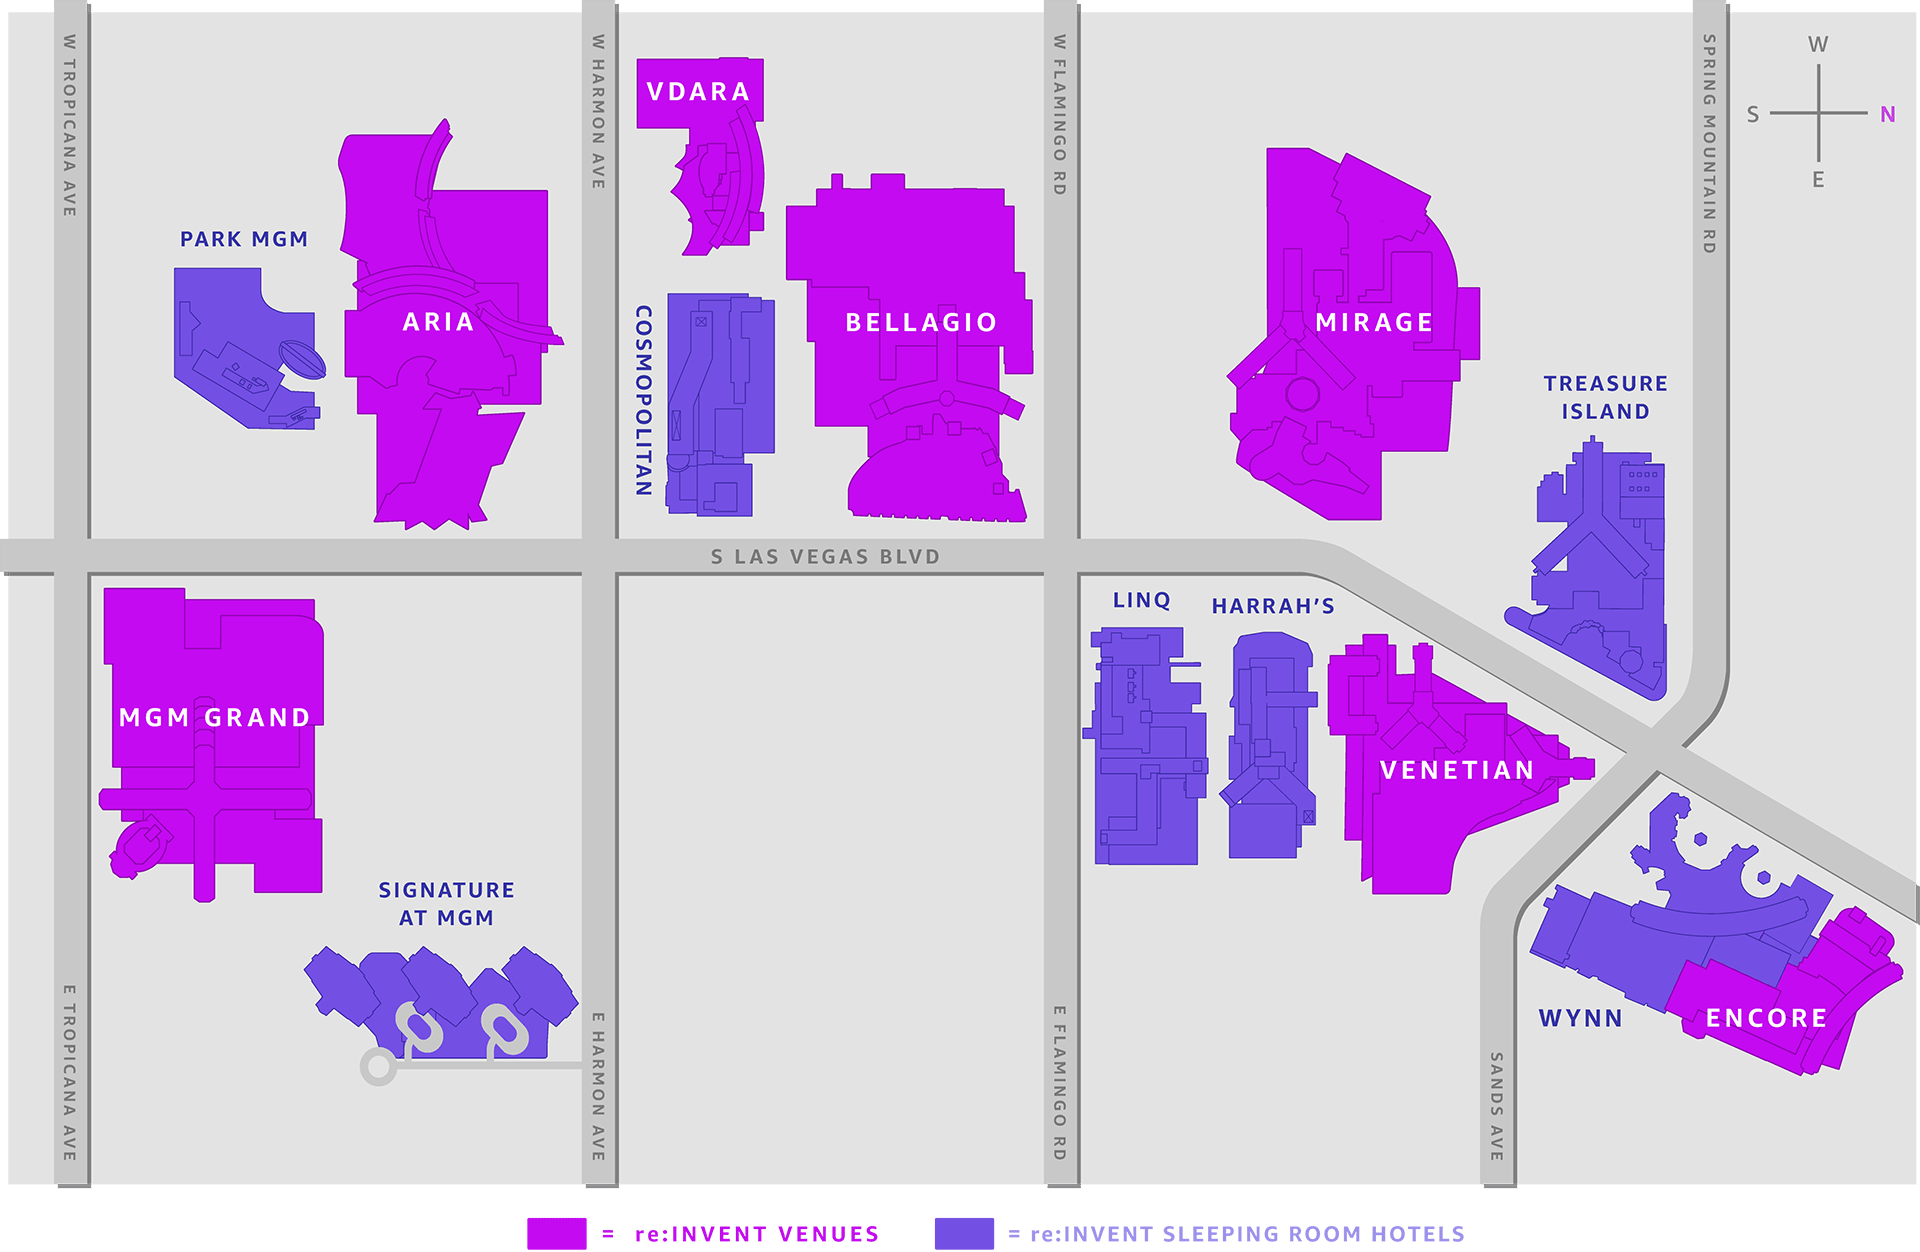 W TROPICANA AVE
W HARMON AVE
W FLAMINGO RD
SPRING MOUNTAIN RD
W
S
N
E
VDARA
PARK MGM
ARIA
COSMOPOLITAN
BELLAGIO
MIRAGE
TREASURE
ISLAND
S LAS VEGAS BLVD
LINQ
HARRAH'S
MGM GRAND
VENETIAN
SIGNATURE
AT MGM
WYNN
ENCORE
E TROPICANA AVE
E HARMON AVE
E FLAMINGO RD
SANDS AVE
= re:INVENT VENUES
= re:INVENT SLEEPING ROOM HOTELS